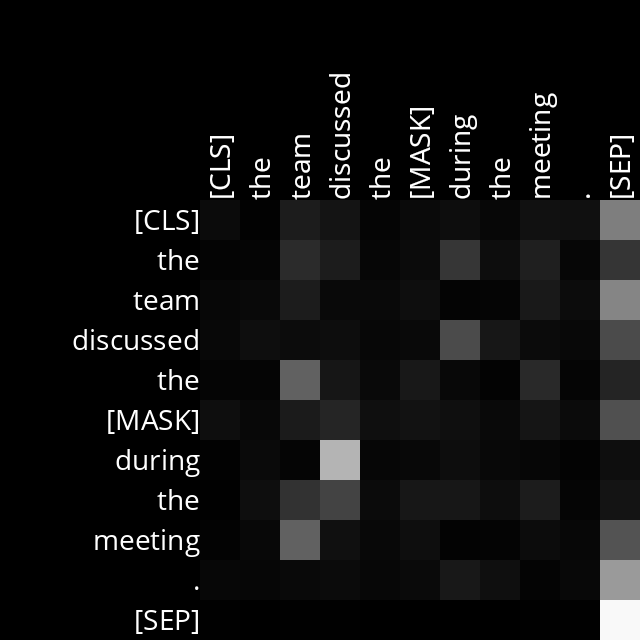 [CLS] the team discussed the [MASK] during the meeting . [SEP]
[CLS]
the
team
discussed
the
[MASK]
during
the
meeting
.
[SEP]